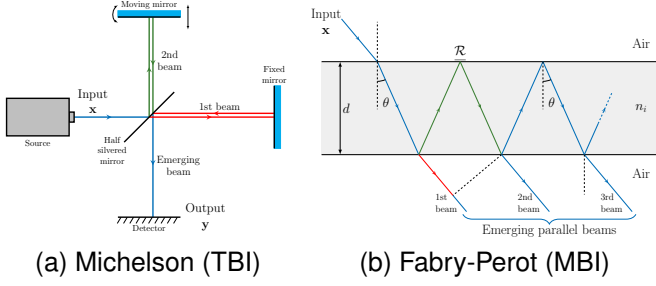 Moving mirror
2nd
beam
Fixed
mirror
Input
x
1st beam
Source
Half
silvered
mirror
Emerging
beam
Output
y
Detector
(a) Michelson (TBI)
Input
x
Air
R
θ
θ
d
n_i
Air
1st
beam
2nd
beam
3rd
beam
Emerging parallel beams
(b) Fabry-Perot (MBI)